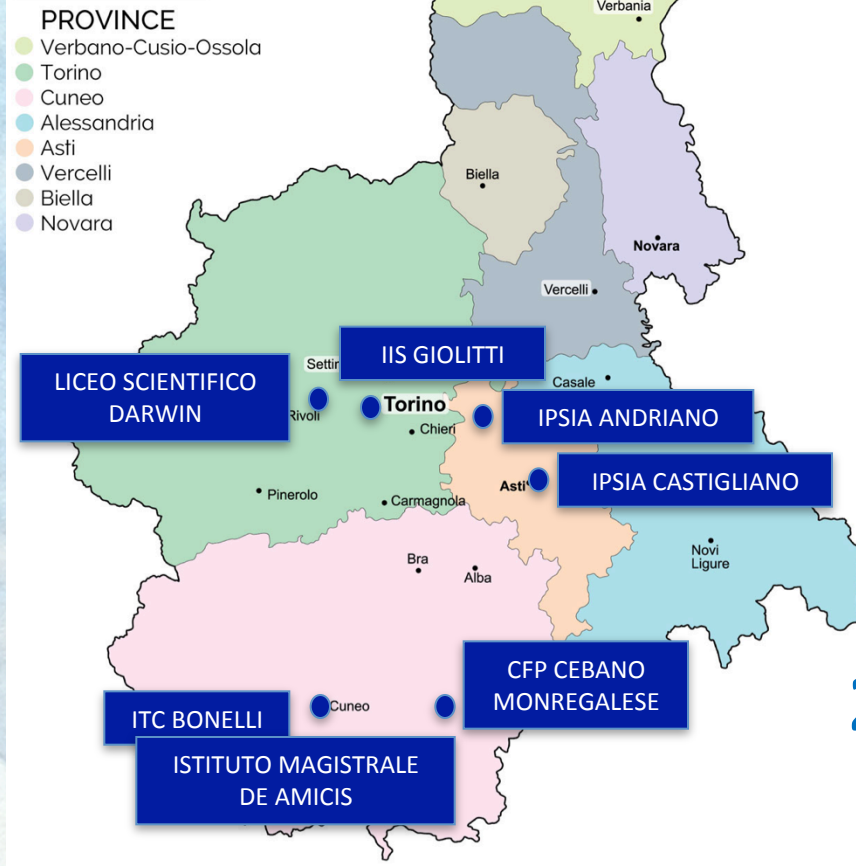 PROVINCE
Verbano-Cusio-Ossola
Torino
Cuneo
Alessandria
Asti
Vercelli
Biella
Novara
Verbania
Biella
Novara
Vercelli
Settir
IIS GIOLITTI
LICEO SCIENTIFICO
DARWIN
Casale
Torino
Rivoli
Chieri
IPSIA ANDRIANO
IPSIA CASTIGLIANO
Asti
Pinerolo
Carmagnola
Novi
Ligure
Bra
Alba
CFP CEBANO
MONREGALESE
Cuneo
ITC BONELLI
ISTITUTO MAGISTRALE
DE AMICIS